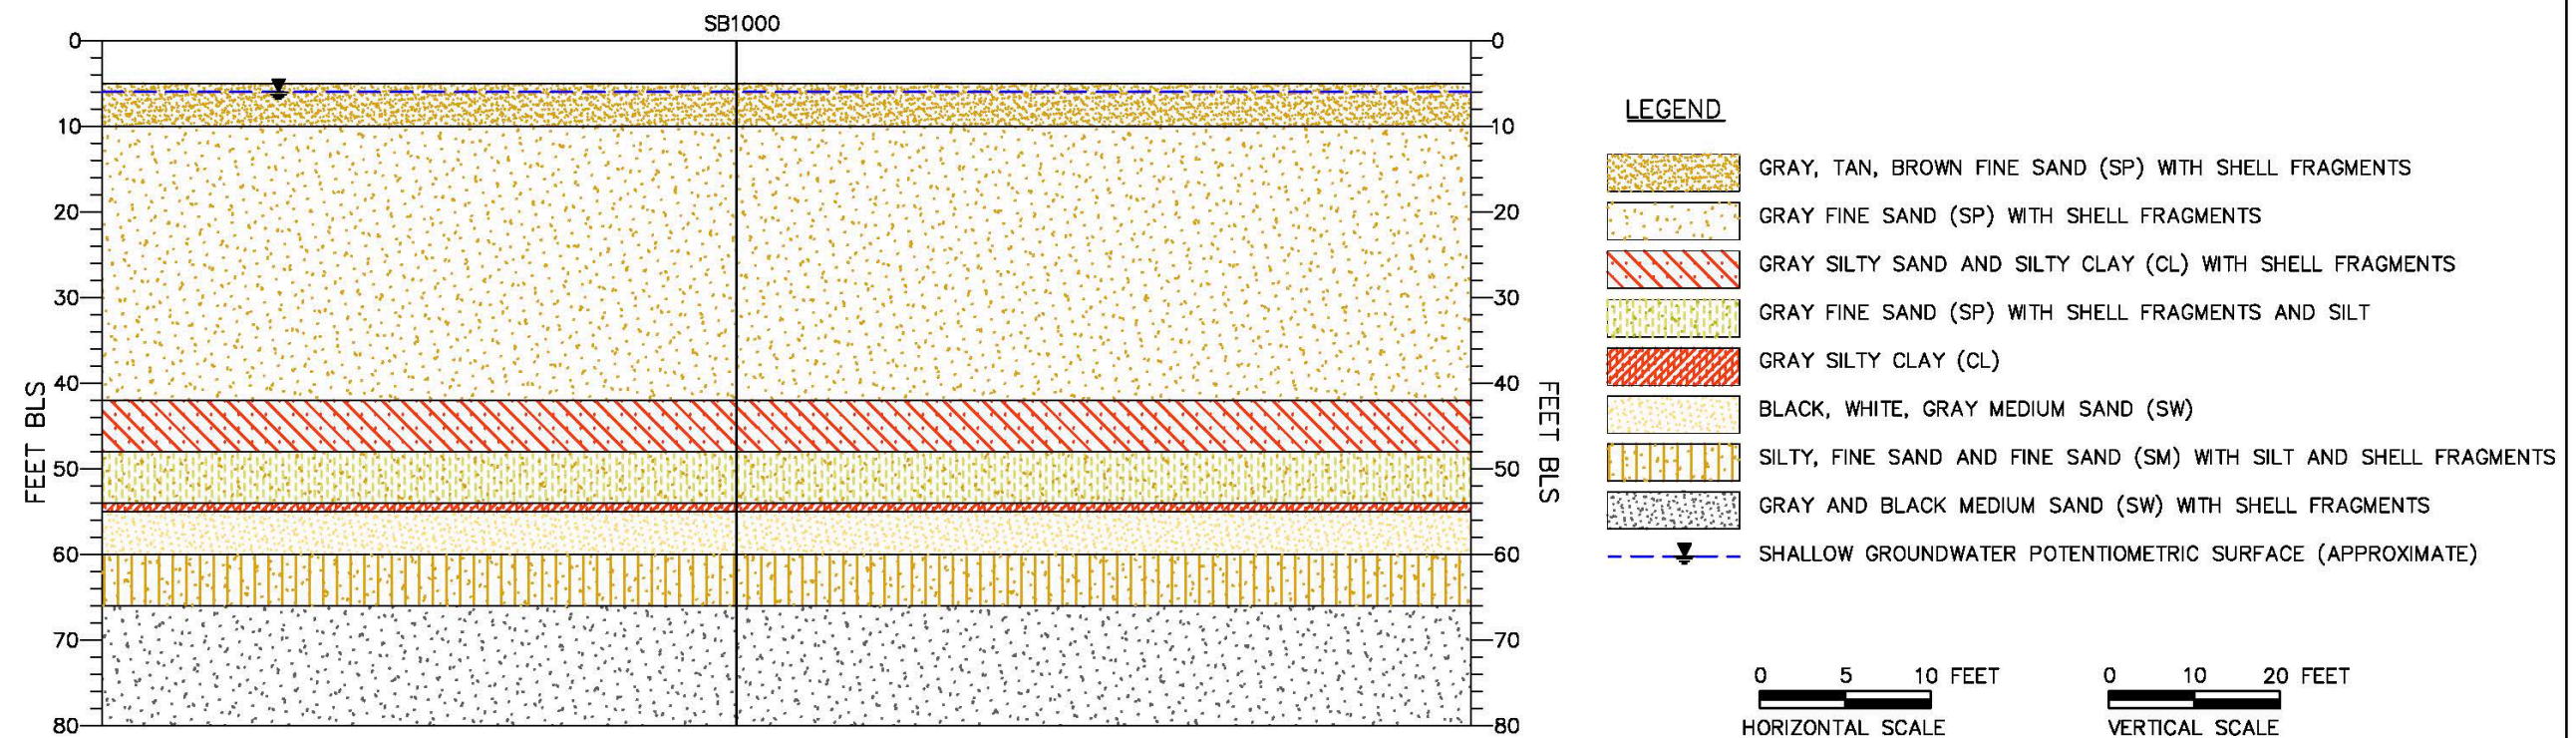 SB1000
0
0
10
10
20
20
30
30
40
40
50
50
60
60
70
70
80
80
FEET BLS
FEET BLS
LEGEND
GRAY, TAN, BROWN FINE SAND (SP) WITH SHELL FRAGMENTS
GRAY FINE SAND (SP) WITH SHELL FRAGMENTS
GRAY SILTY SAND AND SILTY CLAY (CL) WITH SHELL FRAGMENTS
GRAY FINE SAND (SP) WITH SHELL FRAGMENTS AND SILT
GRAY SILTY CLAY (CL)
BLACK, WHITE, GRAY MEDIUM SAND (SW)
SILTY, FINE SAND AND FINE SAND (SM) WITH SILT AND SHELL FRAGMENTS
GRAY AND BLACK MEDIUM SAND (SW) WITH SHELL FRAGMENTS
SHALLOW GROUNDWATER POTENTIOMETRIC SURFACE (APPROXIMATE)
0 5 10 FEET
HORIZONTAL SCALE
0 10 20 FEET
VERTICAL SCALE